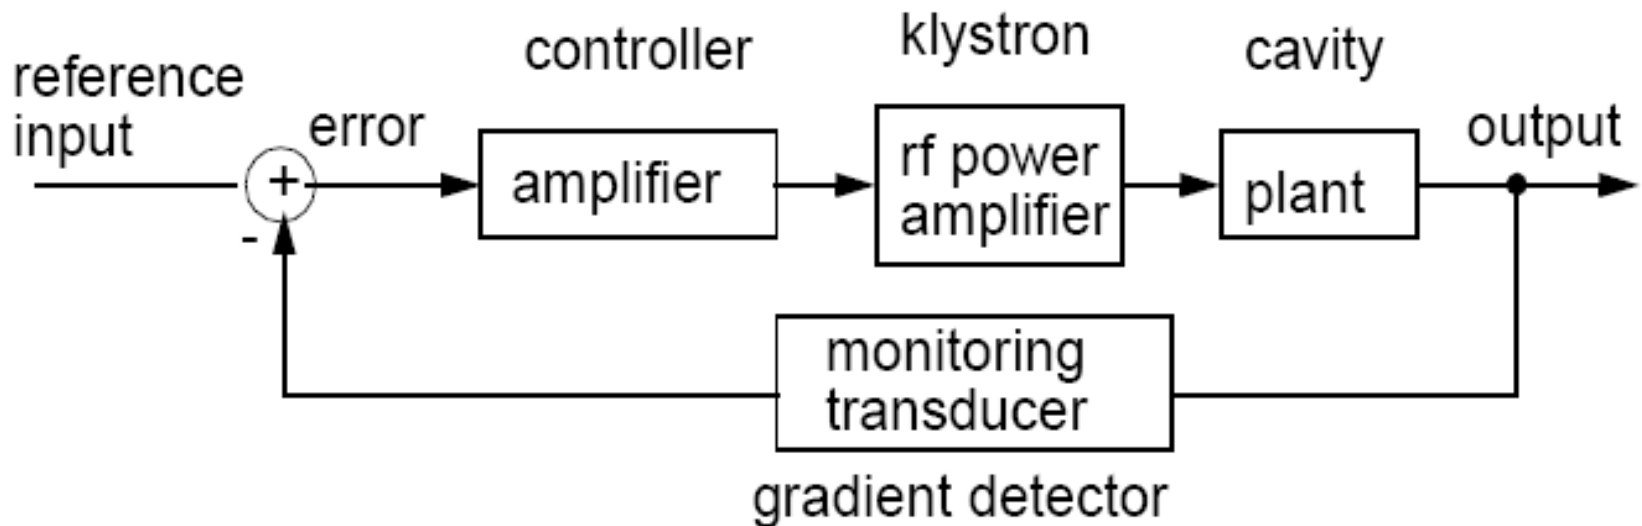 controller
klystron
cavity
reference
input
error
output
+
-
amplifier
rf power
amplifier
plant
monitoring
transducer
gradient detector